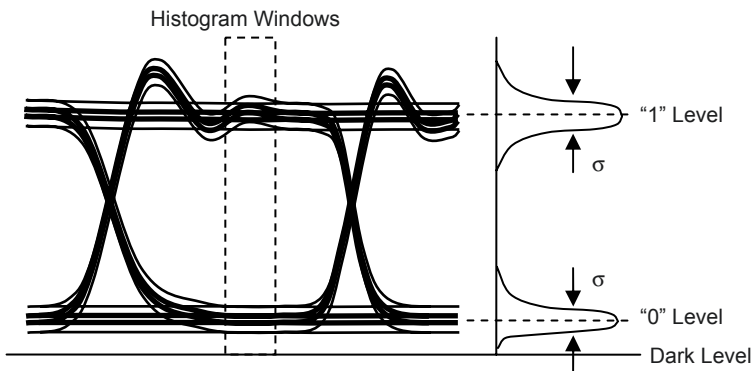 Histogram Windows
“1” Level
σ
σ
“0” Level
Dark Level